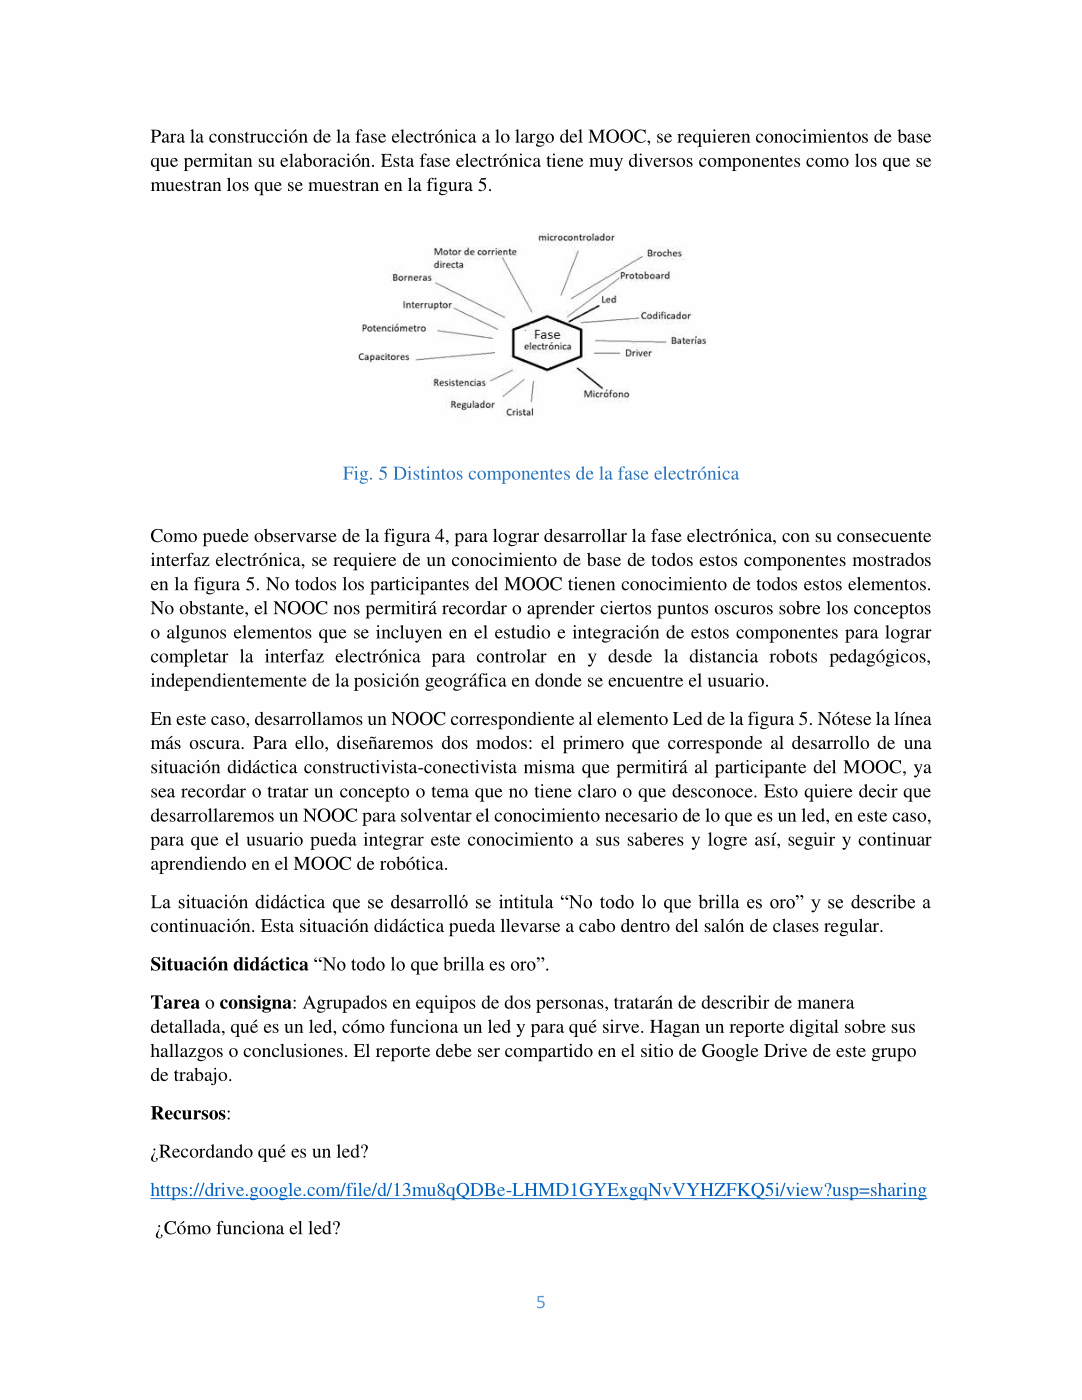 Para la construcción de la fase electrónica a lo largo del MOOC, se requieren conocimientos de base
que permitan su elaboración. Esta fase electrónica tiene muy diversos componentes como los que se
muestran los que se muestran en la figura 5.
microcontrolador
Motor de corriente
directa
Broches
Borneras
Protoboard
Interruptor
Led
Codificador
Potenciómetro
Fase
electrónica
Baterías
Capacitores
Driver
Resistencias
Micrófono
Regulador
Cristal
Fig. 5 Distintos componentes de la fase electrónica
Como puede observarse de la figura 4, para lograr desarrollar la fase electrónica, con su consecuente
interfaz electrónica, se requiere de un conocimiento de base de todos estos componentes mostrados
en la figura 5. No todos los participantes del MOOC tienen conocimiento de todos estos elementos.
No obstante, el NOOC nos permitirá recordar o aprender ciertos puntos oscuros sobre los conceptos
o algunos elementos que se incluyen en el estudio e integración de estos componentes para lograr
completar la interfaz electrónica para controlar en y desde la distancia robots pedagógicos,
independientemente de la posición geográfica en donde se encuentre el usuario.
En este caso, desarrollamos un NOOC correspondiente al elemento Led de la figura 5. Nótese la línea
más oscura. Para ello, diseñaremos dos modos: el primero que corresponde al desarrollo de una
situación didáctica constructivista-conectivista misma que permitirá al participante del MOOC, ya
sea recordar o tratar un concepto o tema que no tiene claro o que desconoce. Esto quiere decir que
desarrollaremos un NOOC para solventar el conocimiento necesario de lo que es un led, en este caso,
para que el usuario pueda integrar este conocimiento a sus saberes y logre así, seguir y continuar
aprendiendo en el MOOC de robótica.
La situación didáctica que se desarrolló se intitula “No todo lo que brilla es oro” y se describe a
continuación. Esta situación didáctica pueda llevarse a cabo dentro del salón de clases regular.
Situación didáctica “No todo lo que brilla es oro”.
Tarea o consigna: Agrupados en equipos de dos personas, tratarán de describir de manera
detallada, qué es un led, cómo funciona un led y para qué sirve. Hagan un reporte digital sobre sus
hallazgos o conclusiones. El reporte debe ser compartido en el sitio de Google Drive de este grupo
de trabajo.
Recursos:
¿Recordando qué es un led?
https://drive.google.com/file/d/13mu8qQDBe-LHMD1GYExgqNvVYHZFKQ5i/view?usp=sharing
¿Cómo funciona el led?
5